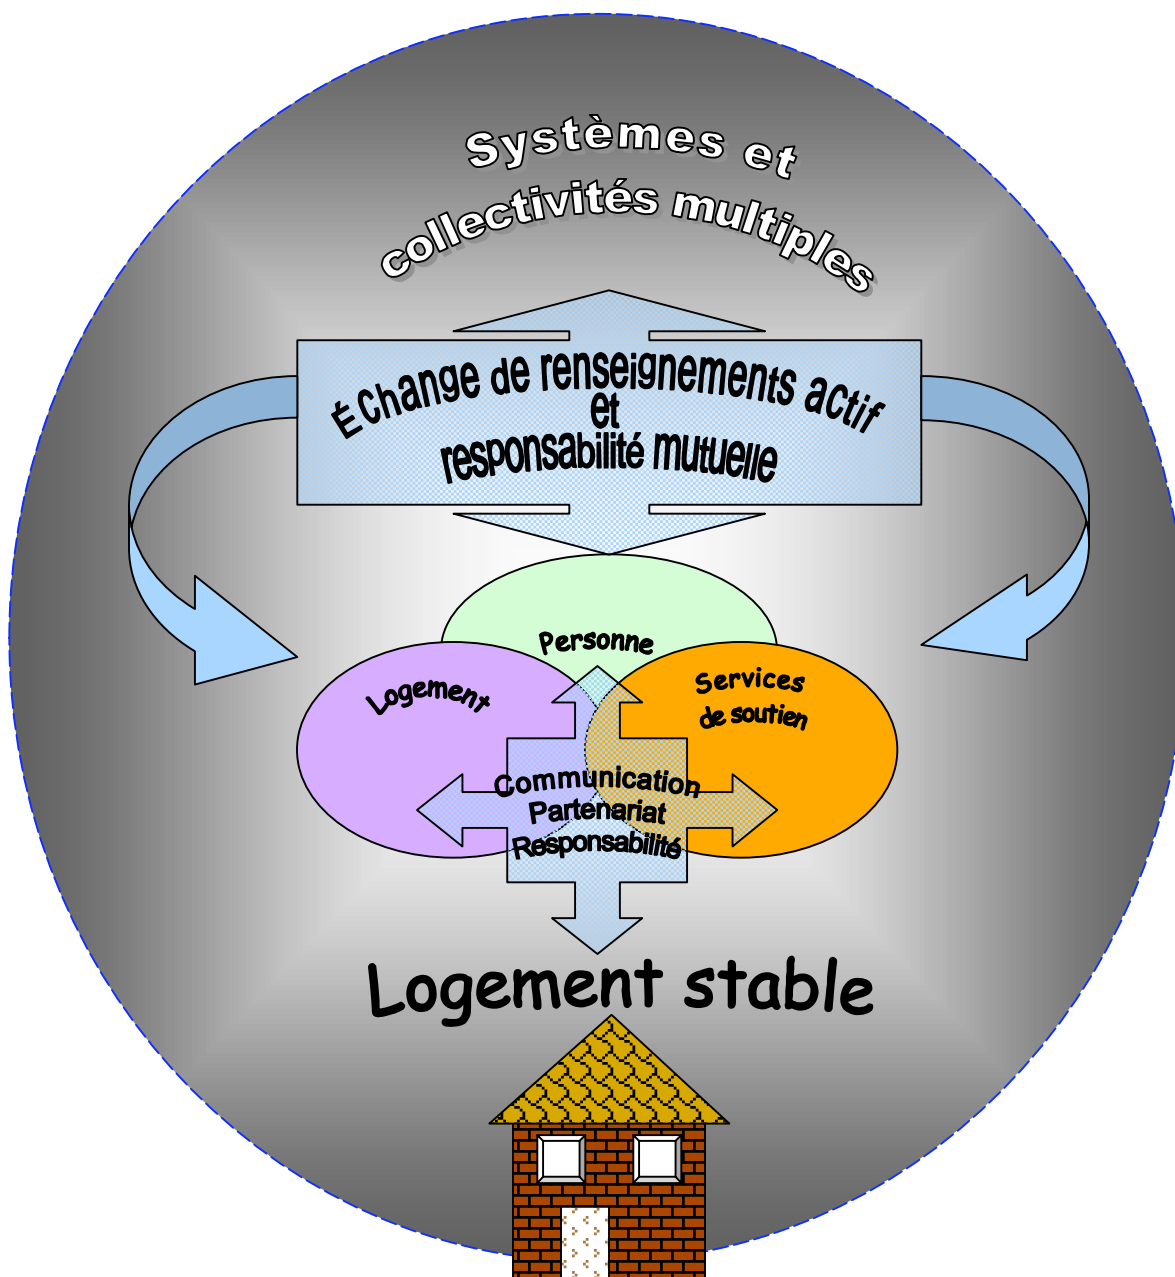 Systèmes et
collectivités multiples
Échange de renseignements actif
et
responsabilité mutuelle
Personne
Logement
Services
de soutien
Communication
Partenariat
Responsabilité
Logement stable